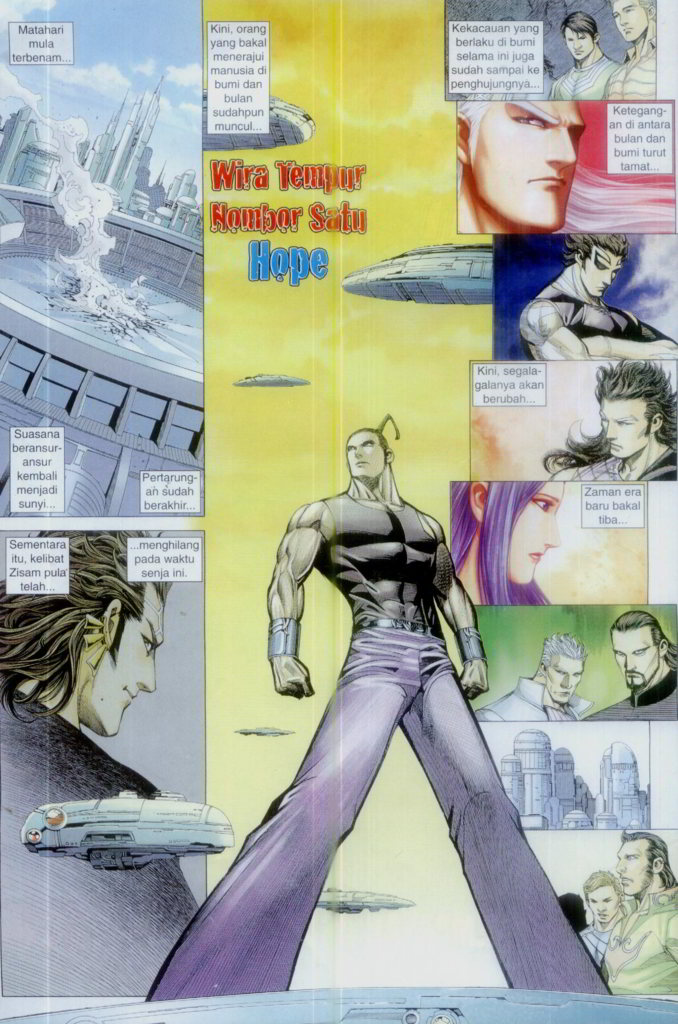 Matahari
mula
terbenam...
Suasana
beransur-
ansur
kembali
menjadi
sunyi...
Pertarung-
an sudah
berakhir...
Sementara
itu, kelibat
Zisam pula
telah...
...menghilang
pada waktu
senja ini.
Kini, orang
yang bakal
menerajui
manusia di
bumi dan
bulan
sudahpun
muncul...
Wira Tempur
Nombor Satu
Hope
Kekacauan yang
berlaku di bumi
selama ini juga
sudah sampai ke
penghujungnya...
Ketegang-
an di antara
bulan dan
bumi turut
tamat...
Kini, segala-
galanya akan
berubah...
Zaman era
baru bakal
tiba...